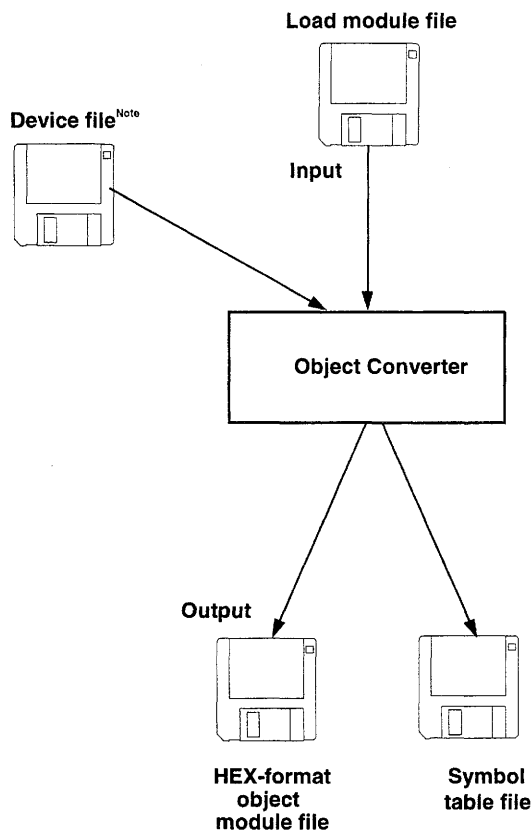 Load module file
Device file Note
Input
Object Converter
Output
HEX-format
object
module file
Symbol
table file